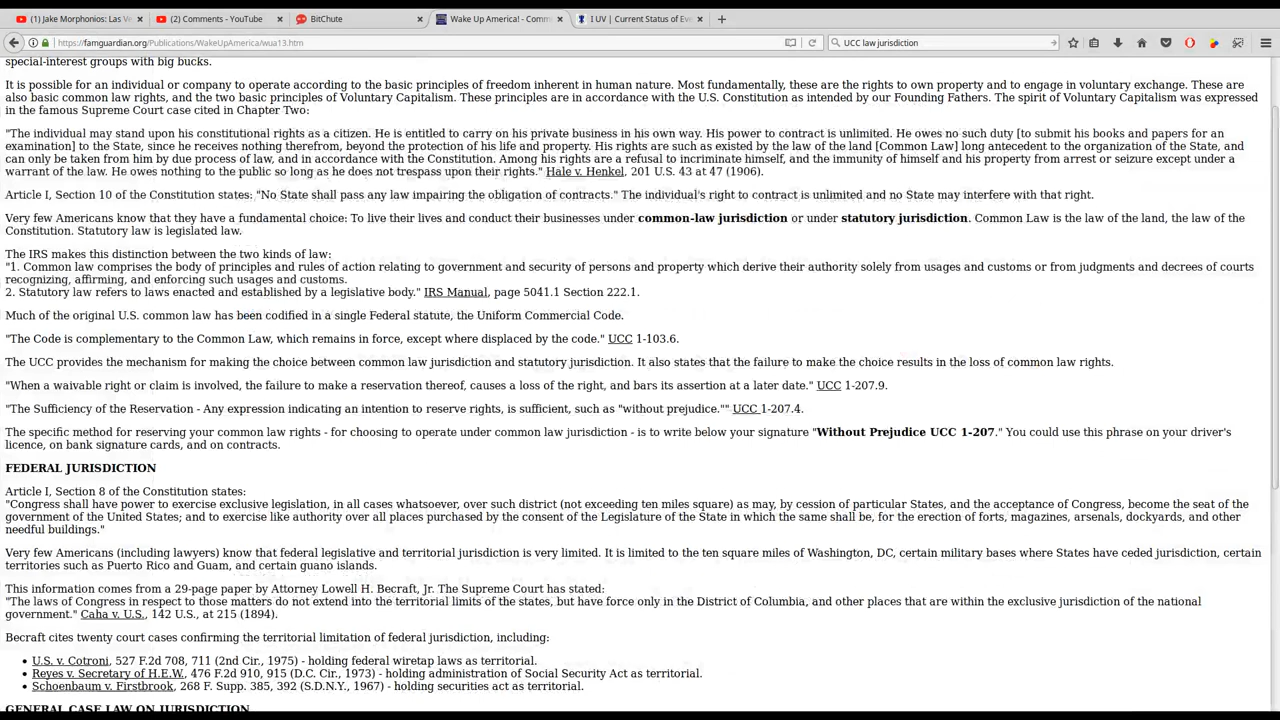 (1) Jake Morphonios: Las Ve
(2) Comments - YouTube
BitChute
Wake Up America! - Comm
I UV | Current Status of Eve
https://famguardian.org/Publications/WakeUpAmerica/wua13.htm
UCC law jurisdiction
special-interest groups with big bucks.
It is possible for an individual or company to operate according to the basic principles of freedom inherent in human nature. Most fundamentally, these are the rights to own property and to engage in voluntary exchange. These are
also basic common law rights, and the two basic principles of Voluntary Capitalism. These principles are in accordance with the U.S. Constitution as intended by our Founding Fathers. The spirit of Voluntary Capitalism was expressed
in the famous Supreme Court case cited in Chapter Two:
"The individual may stand upon his constitutional rights as a citizen. He is entitled to carry on his private business in his own way. His power to contract is unlimited. He owes no such duty [to submit his books and papers for an
examination] to the State, since he receives nothing therefrom, beyond the protection of his life and property. His rights are such as existed by the law of the land [Common Law] long antecedent to the organization of the State, and
can only be taken from him by due process of law, and in accordance with the Constitution. Among his rights are a refusal to incriminate himself, and the immunity of himself and his property from arrest or seizure except under a
warrant of the law. He owes nothing to the public so long as he does not trespass upon their rights." Hale v. Henkel, 201 U.S. 43 at 47 (1906).
Article I, Section 10 of the Constitution states: "No State shall pass any law imparing the obligation of contracts." The individual's right to contract is unlimited and no State may interfere with that right.
Very few Americans know that they have a fundamental choice: To live their lives and conduct their businesses under common-law jurisdiction or under statutory jurisdiction. Common Law is the law of the land, the law of the
Constitution. Statutory law is legislated law.
The IRS makes this distinction between the two kinds of law:
"1. Common law comprises the body of principles and rules of action relating to government and security of persons and property which derive their authority solely from usages and customs or from judgments and decrees of courts
recognizing, affirming, and enforcing such usages and customs.
2. Statutory law refers to laws enacted and established by a legislative body." IRS Manual, page 5041.1 Section 222.1.
Much of the original U.S. common law has been codified in a single Federal statute, the Uniform Commercial Code.
"The Code is complementary to the Common Law, which remains in force, except where displaced by the code." UCC 1-103.6.
The UCC provides the mechanism for making the choice between common law jurisdiction and statutory jurisdiction. It also states that the failure to make the choice results in the loss of common law rights.
"When a waivable right or claim is involved, the failure to make a reservation thereof, causes a loss of the right, and bars its assertion at a later date." UCC 1-207.9.
"The Sufficiency of the Reservation - Any expression indicating an intention to reserve rights, is sufficient, such as "without prejudice."" UCC 1-207.4.
The specific method for reserving your common law rights - for choosing to operate under common law jurisdiction - is to write below your signature "Without Prejudice UCC 1-207." You could use this phrase on your driver's
licence, on bank signature cards, and on contracts.
FEDERAL JURISDICTION
Article I, Section 8 of the Constitution states:
"Congress shall have power to exercise exclusive legislation, in all cases whatsoever, over such district (not exceeding ten miles square) as may, by cession of particular States, and the acceptance of Congress, become the seat of the
government of the United States; and to exercise like authority over all places purchased by the consent of the Legislature of the State in which the same shall be, for the erection of forts, magazines, arsenals, dockyards, and other
needful buildings."
Very few Americans (including lawyers) know that federal legislative and territorial jurisdiction is very limited. It is limited to the ten square miles of Washington, DC, certain military bases where States have ceded jurisdiction, certain
territories such as Puerto Rico and Guam, and certain guano islands.
This information comes from a 29-page paper by Attorney Lowell H. Becraft, Jr. The Supreme Court has stated:
"The laws of Congress in respect to those matters do not extend into the territorial limits of the states, but have force only in the District of Columbia, and other places that are within the exclusive jurisdiction of the national
government." Caha v. U.S., 142 U.S., at 215 (1894).
Becraft cites twenty court cases confirming the territorial limitation of federal jurisdiction, including:
• U.S. v. Cotroni, 527 F.2d 708, 711 (2nd Cir., 1975) - holding federal wiretap laws as territorial.
• Reyes v. Secretary of H.E.W., 476 F.2d 910, 915 (D.C. Cir., 1973) - holding administration of Social Security Act as territorial.
• Schoenbaum v. Firstbrook, 268 F. Supp. 385, 392 (S.D.N.Y., 1967) - holding securities act as territorial.
GENERAL CASE LAW ON JURISDICTION